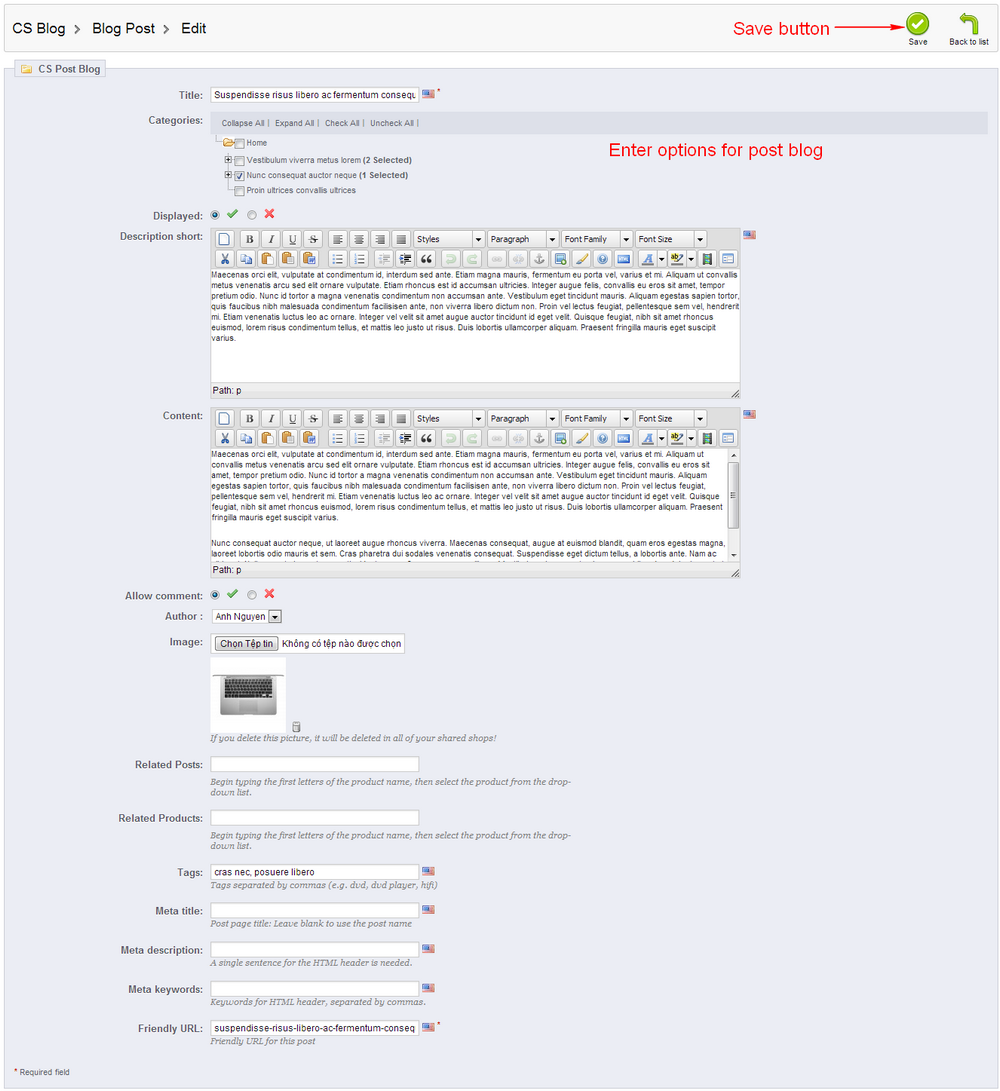 CS Blog > Blog Post > Edit
Save button
Save
Back to list
CS Post Blog
Title: Suspendisse risus libero ac fermentum consequ *
Categories: Collapse All | Expand All | Check All | Uncheck All |
Home
Enter options for post blog
Vestibulum viverra metus lorem (2 Selected)
Nunc consequat auctor neque (1 Selected)
Proin ultrices convallis ultrices
Displayed:
Description short:
B I U S Styles Paragraph Font Family Font Size
Maecenas orci elit, vulputate at condimentum id, interdum sed ante. Etiam magna mauris, fermentum eu porta vel, varius et mi. Aliquam ut convallis
metus venenatis arcu sed elit ornare vulputate. Etiam rhoncus est id accumsan ultricies. Integer augue felis, convallis eu eros sit amet, tempor
pretium odio. Nunc id tortor a magna venenatis condimentum non accumsan ante. Vestibulum eget tincidunt mauris. Aliquam egestas sapien tortor,
quis faucibus nibh malesuada condimentum facilisisen ante, non viverra libero dictum non. Proin vel lectus feugiat, pellentesque sem vel, hendrerit
mi. Etiam venenatis luctus leo ac ornare. Integer vel velit sit amet augue auctor tincidunt id eget velit. Quisque feugiat, nibh sit amet rhoncus
euismod, lorem risus condimentum tellus, et mattis leo justo ut risus. Duis lobortis ullamcorper aliquam. Praesent fringilla mauris eget suscipit
varius.
Path: p
Content:
B I U S Styles Paragraph Font Family Font Size
Maecenas orci elit, vulputate at condimentum id, interdum sed ante. Etiam magna mauris, fermentum eu porta vel, varius et mi. Aliquam ut
convallis metus venenatis arcu sed elit ornare vulputate. Etiam rhoncus est id accumsan ultricies. Integer augue felis, convallis eu eros sit
amet, tempor pretium odio. Nunc id tortor a magna venenatis condimentum non accumsan ante. Vestibulum eget tincidunt mauris. Aliquam
egestas sapien tortor, quis faucibus nibh malesuada condimentum facilisisen ante, non viverra libero dictum non. Proin vel lectus feugiat,
pellentesque sem vel, hendrerit mi. Etiam venenatis luctus leo ac ornare. Integer vel velit sit amet augue auctor tincidunt id eget velit. Quisque
feugiat, nibh sit amet rhoncus euismod, lorem risus condimentum tellus, et mattis leo justo ut risus. Duis lobortis ullamcorper aliquam. Praesent
fringilla mauris eget suscipit varius.
Nunc consequat auctor neque, ut laoreet augue rhoncus viverra. Maecenas consequat, augue at euismod blandit, quam eros egestas magna,
laoreet lobortis odio mauris et sem. Cras pharetra dui sodales venenatis consequat. Suspendisse eget dictum tellus, a lobortis ante. Nam ac
Path: p
Allow comment:
Author : Anh Nguyen
Image: Chọn Tệp tin Không có tệp nào được chọn
If you delete this picture, it will be deleted in all of your shared shops!
Related Posts:
Begin typing the first letters of the product name, then select the product from the drop-
down list.
Related Products:
Begin typing the first letters of the product name, then select the product from the drop-
down list.
Tags: cras nec, posuere libero
Tags separated by commas (e.g. dvd, dvd player, hifi)
Meta title:
Post page title: Leave blank to use the post name
Meta description:
A single sentence for the HTML header is needed.
Meta keywords:
Keywords for HTML header, separated by commas.
Friendly URL: suspendisse-risus-libero-ac-fermentum-conseq *
Friendly URL for this post
* Required field